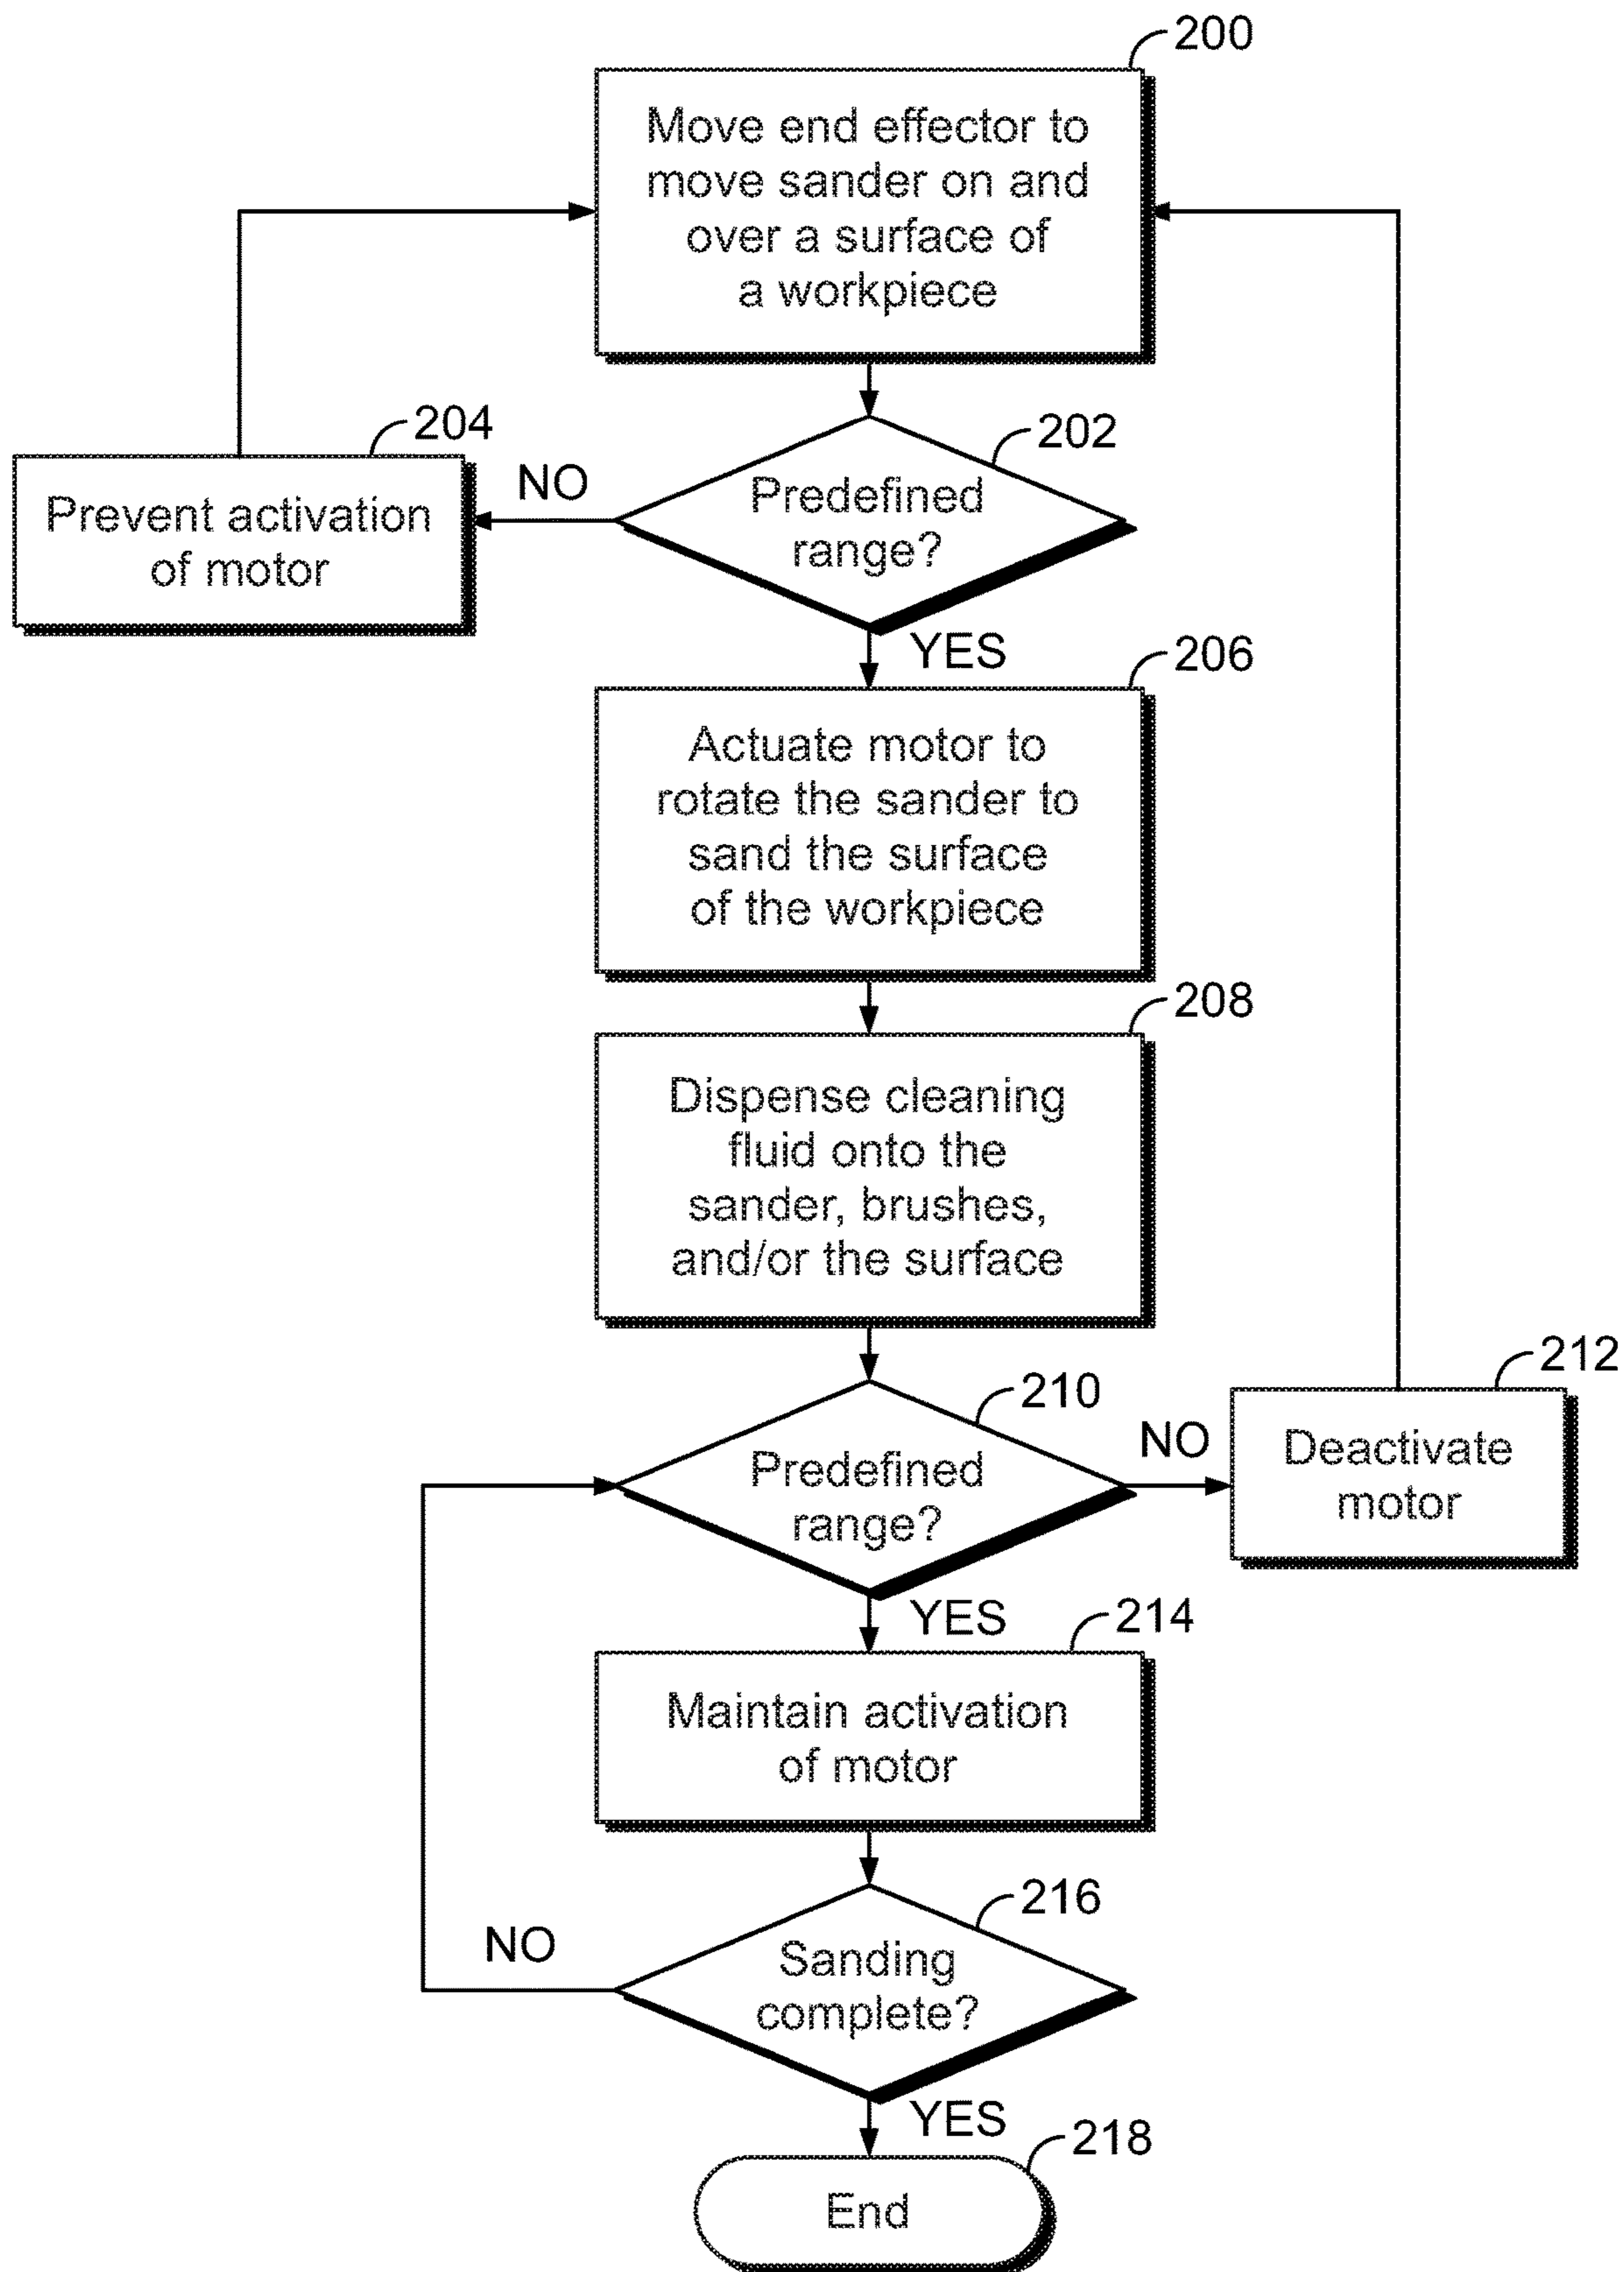 200
Move end effector to
move sander on and
over a surface of
a workpiece
204
202
NO
Prevent activation
of motor
Predefined
range?
YES
206
Actuate motor to
rotate the sander to
sand the surface
of the workpiece
208
Dispense cleaning
fluid onto the
sander, brushes,
and/or the surface
210
212
Predefined
range?
NO
Deactivate
motor
YES
214
Maintain activation
of motor
216
NO
Sanding
complete?
YES
218
End